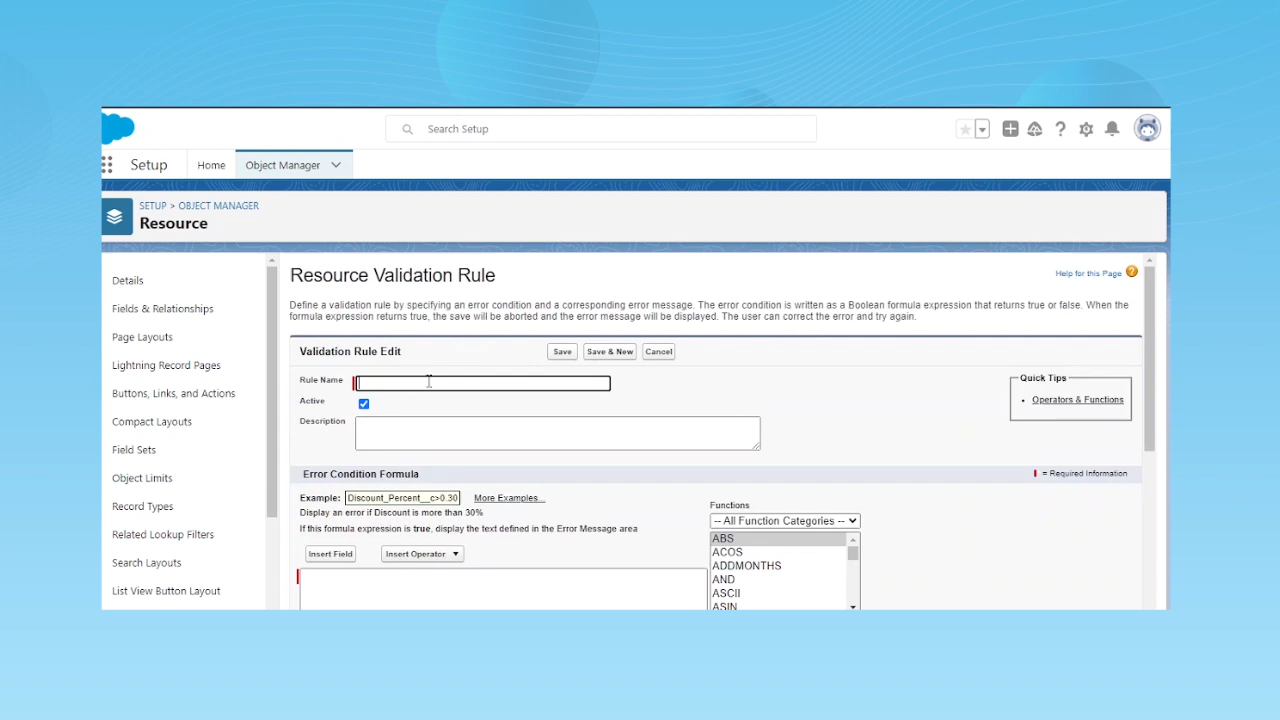 Search Setup
Setup
Home
Object Manager
SETUP > OBJECT MANAGER
Resource
Details
Fields & Relationships
Page Layouts
Lightning Record Pages
Buttons, Links, and Actions
Compact Layouts
Field Sets
Object Limits
Record Types
Related Lookup Filters
Search Layouts
List View Button Layout
Resource Validation Rule
Help for this Page
Define a validation rule by specifying an error condition and a corresponding error message. The error condition is written as a Boolean formula expression that returns true or false. When the
formula expression returns true, the save will be aborted and the error message will be displayed. The user can correct the error and try again.
Validation Rule Edit
Save
Save & New
Cancel
Rule Name
Active
Description
Quick Tips
• Operators & Functions
Error Condition Formula
= Required Information
Example: Discount_Percent__c>0.30 More Examples...
Display an error if Discount is more than 30%
If this formula expression is true, display the text defined in the Error Message area
Insert Field
Insert Operator
Functions
-- All Function Categories --
ABS
ACOS
ADDMONTHS
AND
ASCII
ASIN